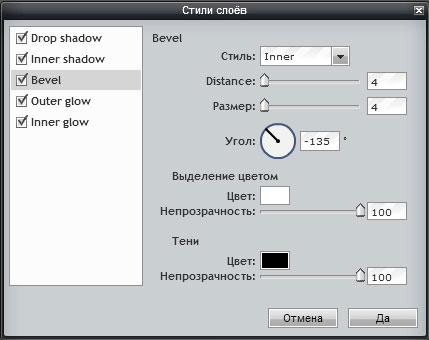 Стили слоёв
Drop shadow
Inner shadow
Bevel
Outer glow
Inner glow
Bevel
Стиль: Inner
Distance: 4
Размер: 4
Угол: -135 °
Выделение цветом
Цвет:
Непрозрачность: 100
Тени
Цвет:
Непрозрачность: 100
Отмена Да